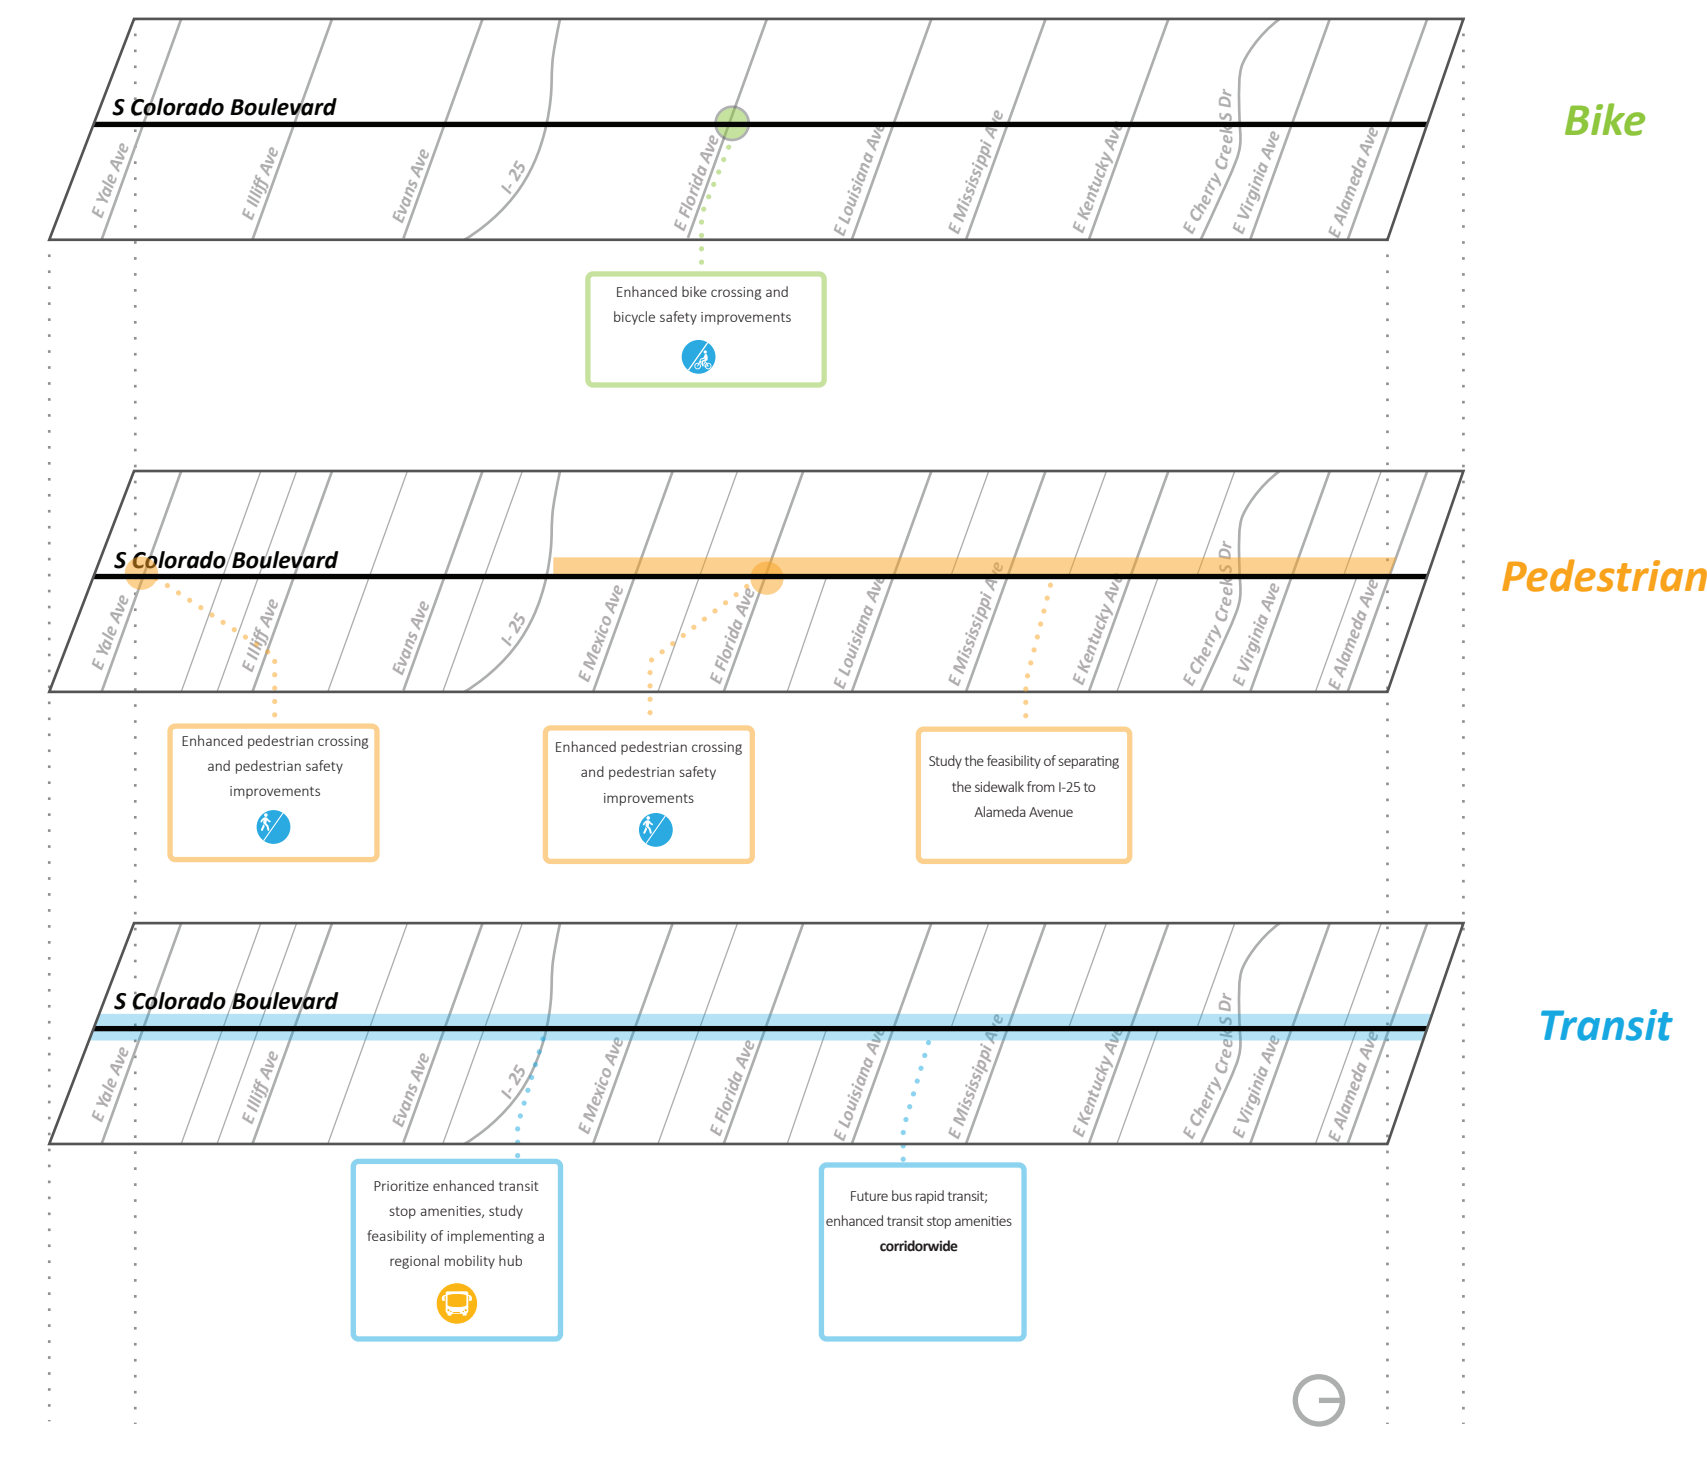 S Colorado Boulevard
E Yale Ave
E Illiff Ave
Evans Ave
I- 25
E Florida Ave
E Louisiana Ave
E Mississippi Ave
E Kentucky Ave
E Cherry Creek S Dr
E Virginia Ave
E Alameda Ave
Bike
Enhanced bike crossing and
bicycle safety improvements
S Colorado Boulevard
E Yale Ave
E Illiff Ave
Evans Ave
I- 25
E Mexico Ave
E Florida Ave
E Louisiana Ave
E Mississippi Ave
E Kentucky Ave
E Cherry Creek S Dr
E Virginia Ave
E Alameda Ave
Pedestrian
Enhanced pedestrian crossing
and pedestrian safety
improvements
Enhanced pedestrian crossing
and pedestrian safety
improvements
Study the feasibility of separating
the sidewalk from I-25 to
Alameda Avenue
S Colorado Boulevard
E Yale Ave
E Illiff Ave
Evans Ave
I- 25
E Mexico Ave
E Florida Ave
E Louisiana Ave
E Mississippi Ave
E Kentucky Ave
E Cherry Creek S Dr
E Virginia Ave
E Alameda Ave
Transit
Prioritize enhanced transit
stop amenities, study
feasibility of implementing a
regional mobility hub
Future bus rapid transit;
enhanced transit stop amenities
corridorwide